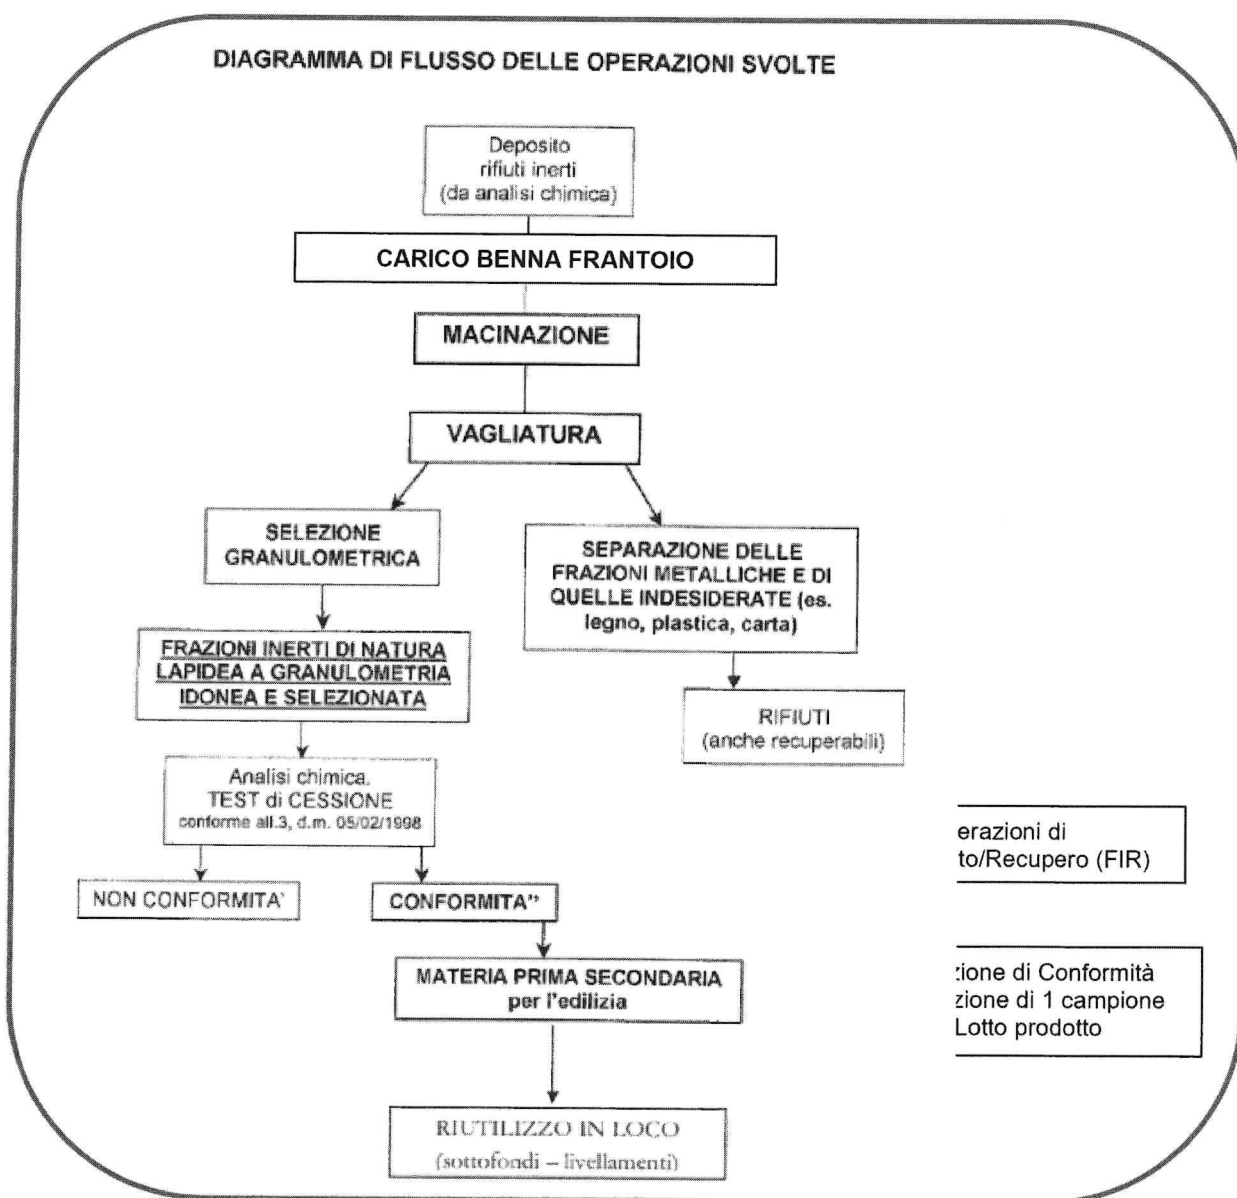 DIAGRAMMA DI FLUSSO DELLE OPERAZIONI SVOLTE
Deposito
rifiuti inerti
(da analisi chimica)
CARICO BENNA FRANTOIO
MACINAZIONE
VAGLIATURA
SELEZIONE
GRANULOMETRICA
SEPARAZIONE DELLE
FRAZIONI METALLICHE E DI
QUELLE INDESIDERATE (es.
legno, plastica, carta)
FRAZIONI INERTI DI NATURA
LAPIDEA A GRANULOMETRIA
IDONEA E SELEZIONATA
RIFIUTI
(anche recuperabili)
Analisi chimica.
TEST di CESSIONE
conforme all.3, d.m. 05/02/1998
erazioni di
to/Recupero (FIR)
NON CONFORMITA'
CONFORMITA"
MATERIA PRIMA SECONDARIA
per l'edilizia
zione di Conformità
zione di 1 campione
Lotto prodotto
RIUTILIZZO IN LOCO
(sottofondi – livellamenti)